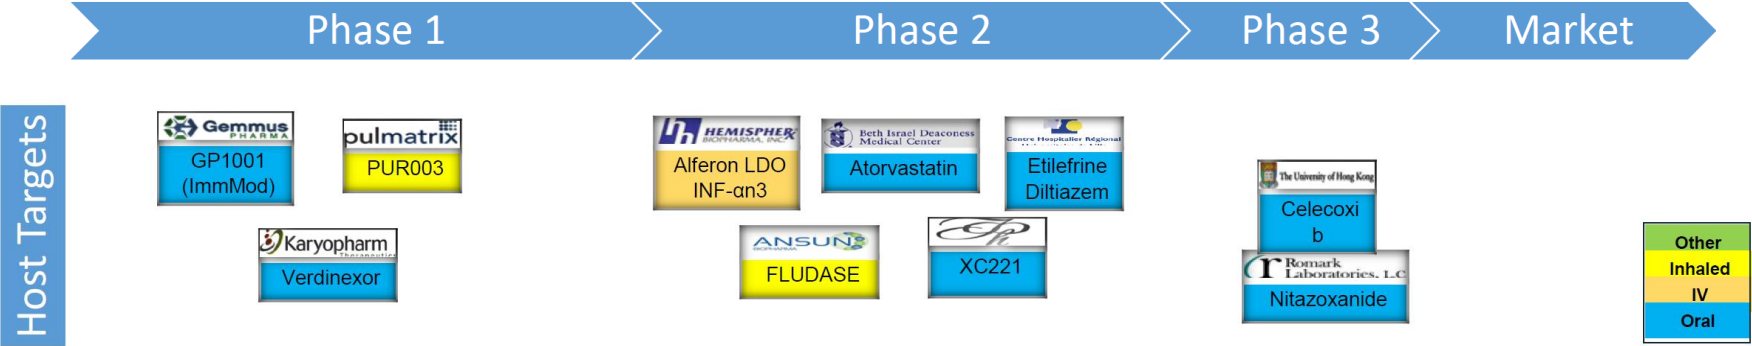 Phase 1
Phase 2
Phase 3
Market
Host Targets
Gemmus
PHARMA
GP1001
(ImmMod)
pulmatrix
PUR003
Karyopharm
Therapeutics
Verdinexor
HEMISPHERx
BIOPHARMA, INC.
Alferon LDO
INF-αn3
Beth Israel Deaconess
Medical Center
Atorvastatin
Centre Hospitalier Régional
Etilefrine
Diltiazem
ANSUN
BIOPHARMA
FLUDASE
XC221
The University of Hong Kong
Celecoxi
b
Romark
Laboratories, L.C
Nitazoxanide
Other
Inhaled
IV
Oral